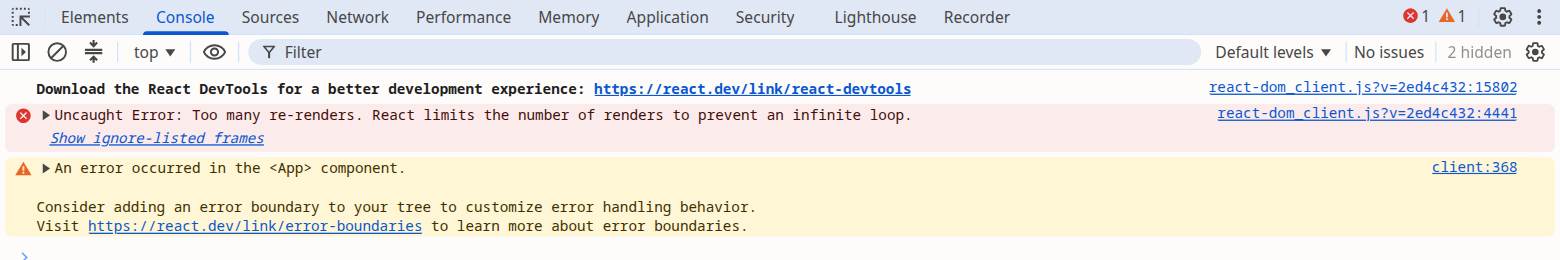 Elements Console Sources Network Performance Memory Application Security Lighthouse Recorder 1 1
top Filter Default levels No issues 2 hidden
Download the React DevTools for a better development experience: https://react.dev/link/react-devtools react-dom_client.js?v=2ed4c432:15802
Uncaught Error: Too many re-renders. React limits the number of renders to prevent an infinite loop. react-dom_client.js?v=2ed4c432:4441
Show ignore-listed frames
An error occurred in the <App> component. client:368
Consider adding an error boundary to your tree to customize error handling behavior.
Visit https://react.dev/link/error-boundaries to learn more about error boundaries.